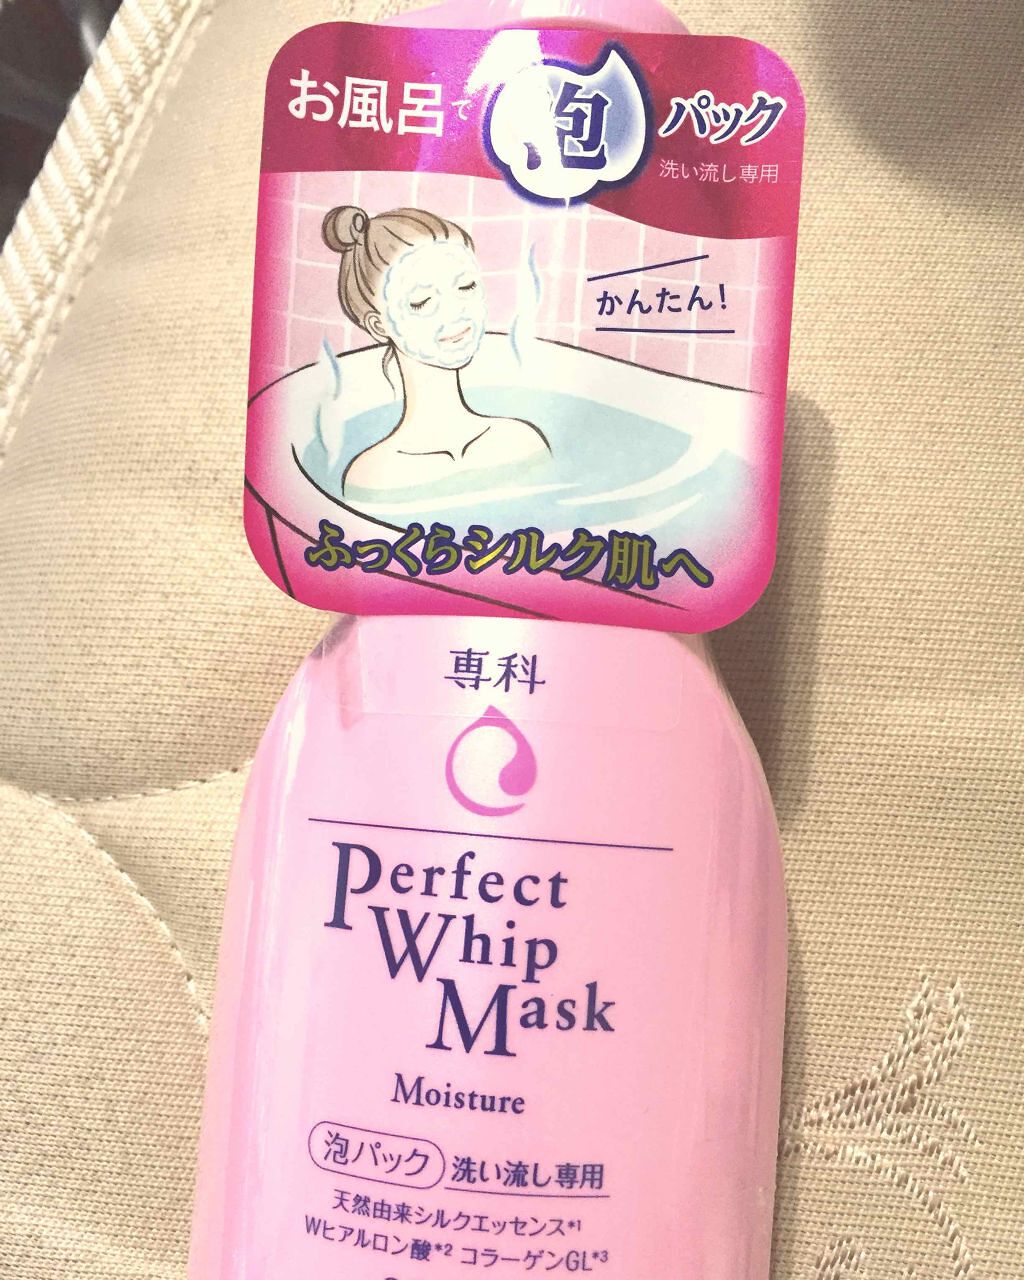 お風呂で泡パック
洗い流し専用
かんたん!
ふっくらシルク肌へ
専科
Perfect
Whip
Mask
Moisture
泡パック 洗い流し専用
天然由来シルクエッセンス*1
Wヒアルロン酸*2 コラーゲンGL*3